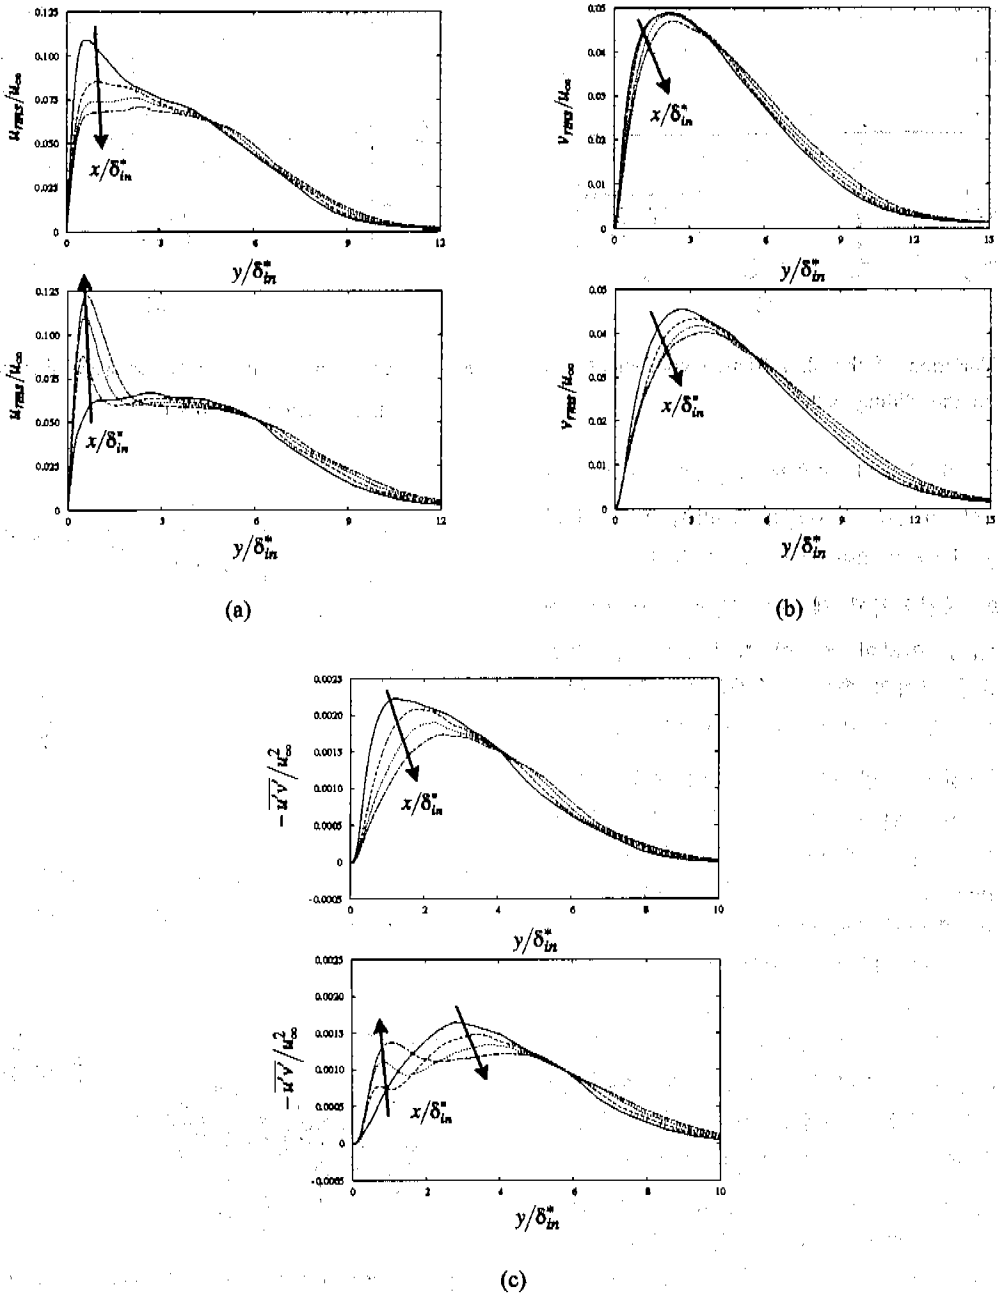 0.125
0.100
0.075
0.050
0.025
0
u_rms/u_∞
x/δ*_in
0 3 6 9 12
y/δ*_in
0.125
0.100
0.075
0.050
0.025
0
u_rms/u_∞
x/δ*_in
0 3 6 9 12
y/δ*_in
(a)
0.05
0.04
0.03
0.02
0.01
0
v_rms/u_∞
x/δ*_in
0 3 6 9 12 15
y/δ*_in
0.05
0.04
0.03
0.02
0.01
0
v_rms/u_∞
x/δ*_in
0 3 6 9 12 15
y/δ*_in
(b)
0.0025
0.0020
0.0015
0.0010
0.0005
0
-0.0005
−u'v'/u²_∞
x/δ*_in
0 2 4 6 8 10
y/δ*_in
0.0025
0.0020
0.0015
0.0010
0.0005
0
-0.0005
−u'v'/u²_∞
x/δ*_in
0 2 4 6 8 10
y/δ*_in
(c)